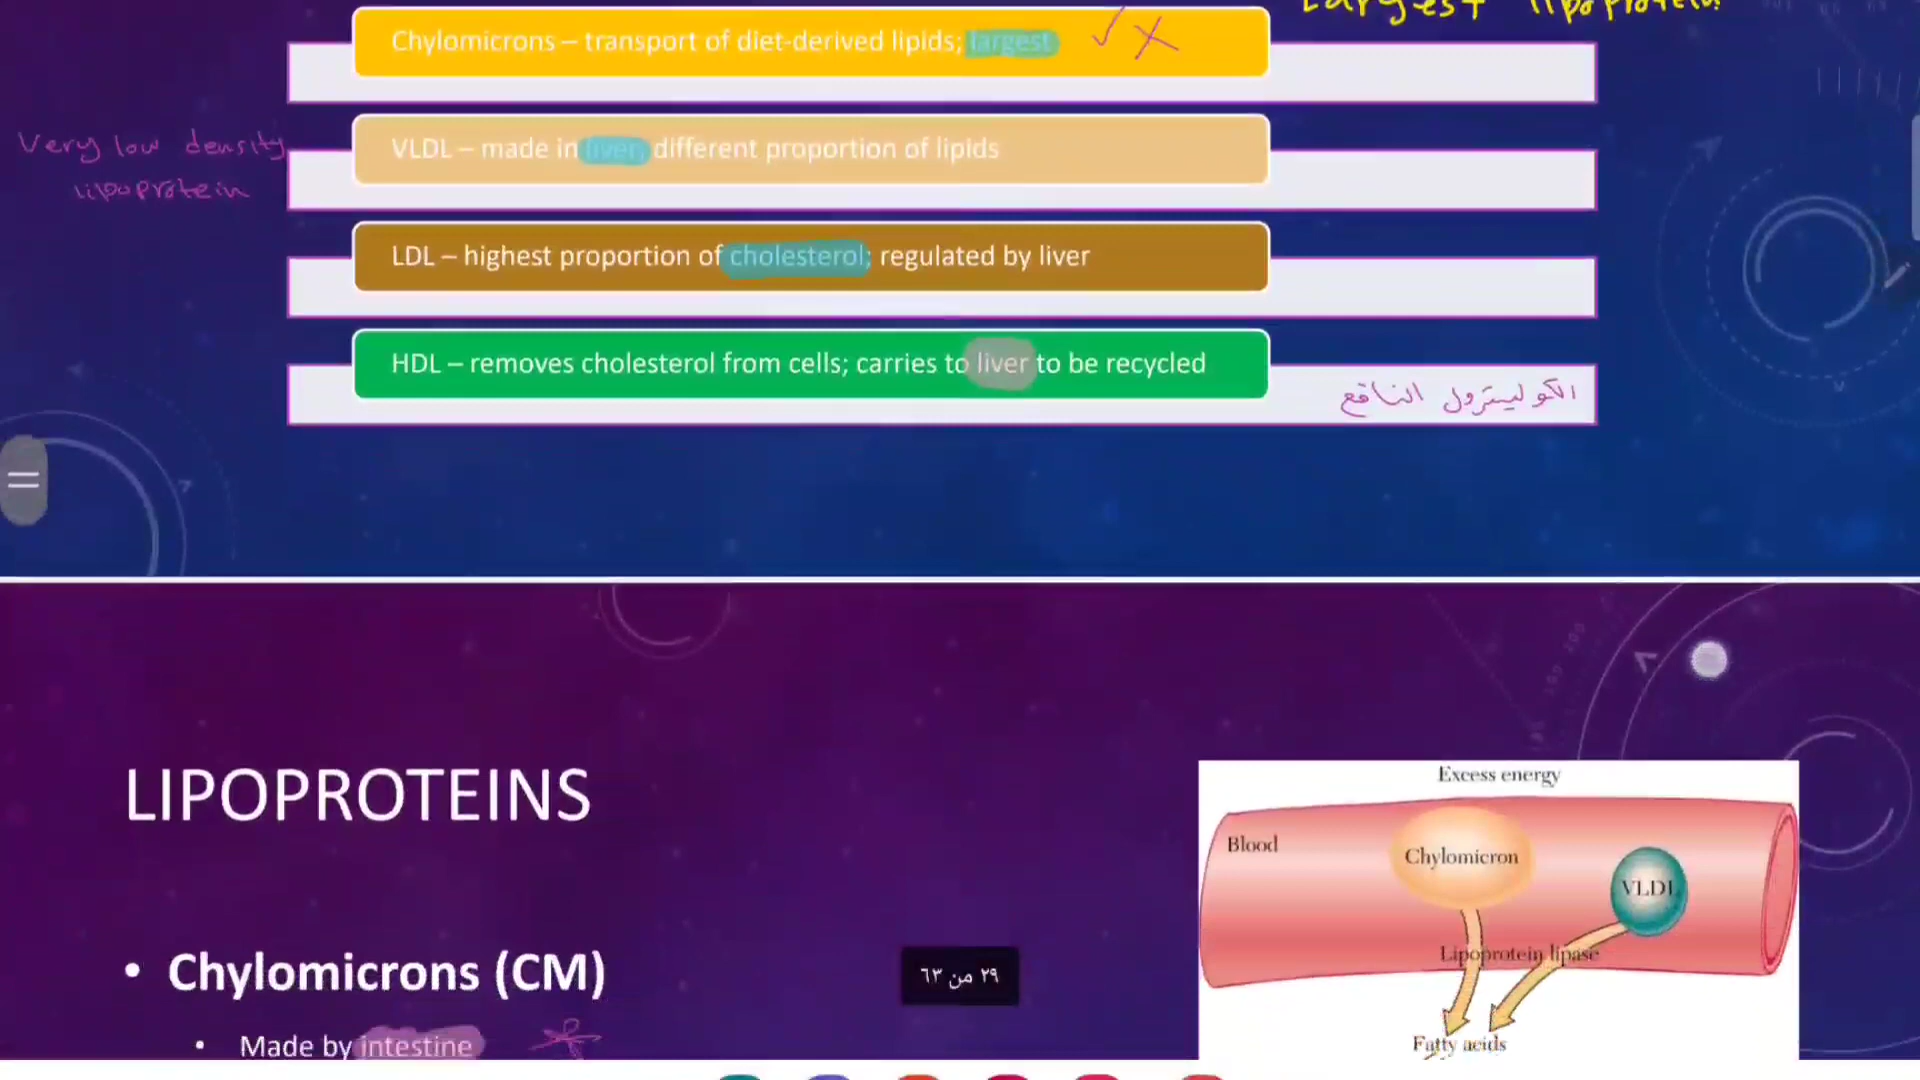 Largest lipoprotein
Chylomicrons – transport of diet-derived lipids; largest
Very low density
lipoprotein
VLDL – made in liver; different proportion of lipids
LDL – highest proportion of cholesterol; regulated by liver
HDL – removes cholesterol from cells; carries to liver to be recycled
الكوليسترول النافع
LIPOPROTEINS
Excess energy
Blood
Chylomicron
VLDL
Lipoprotein lipase
Fatty acids
• Chylomicrons (CM)
٢٩ من ٦٣
• Made by intestine